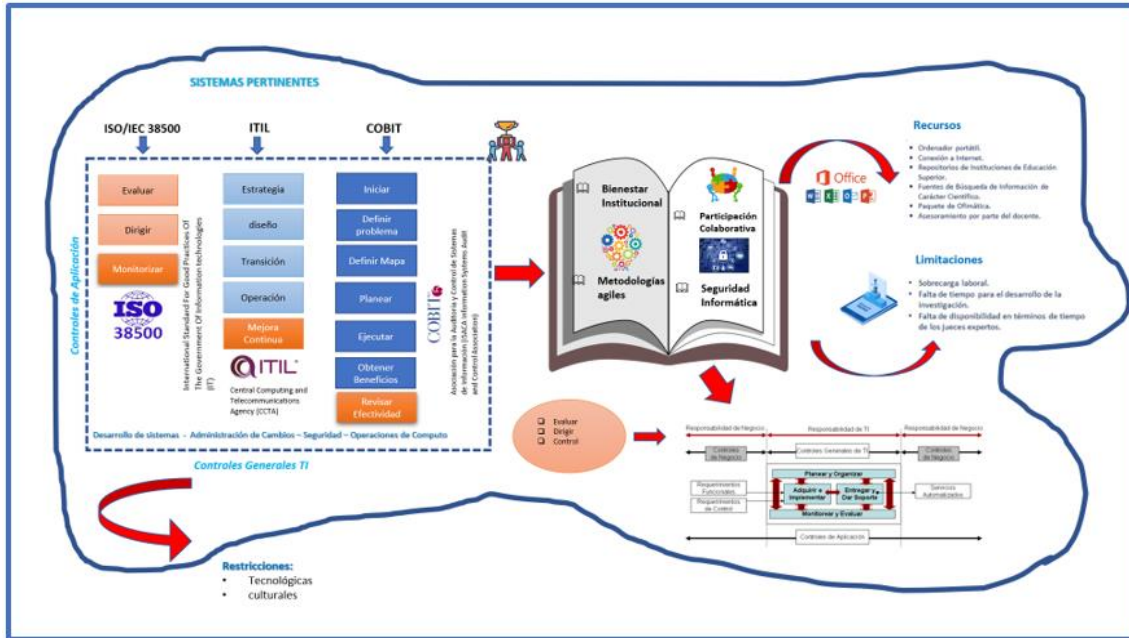 SISTEMAS PERTINENTES
ISO/IEC 38500
ITIL
COBIT
Controles de Aplicación
Evaluar
Dirigir
Monitorizar
ISO
38500
International Standard For Good Practices Of
The Government Of Information technologies
(IT)
Estrategia
diseño
Transición
Operación
Mejora
Continua
ITIL
Central Computing and
Telecommunications
Agency (CCTA)
Iniciar
Definir
problema
Definir Mapa
Planear
Ejecutar
Obtener
Beneficios
Revisar
Efectividad
COBIT
Asociación para la Auditoría y Control de Sistemas
de Información (ISACA Information Systems Audit
and Control Association)
Desarrollo de sistemas - Administración de Cambios – Seguridad – Operaciones de Computo
Controles Generales TI
Restricciones:
• Tecnológicas
• culturales
Bienestar
Institucional
Metodologías
agiles
Participación
Colaborativa
Seguridad
Informática
Office
Recursos
• Ordenador portátil.
• Conexión a Internet.
• Repositorios de Instituciones de Educación
Superior.
• Fuentes de Búsqueda de Información de
Carácter Científico.
• Paquete de Ofimática.
• Asesoramiento por parte del docente.
Limitaciones
• Sobrecarga laboral.
• Falta de tiempo para el desarrollo de la
investigación.
• Falta de disponibilidad en términos de tiempo
de los jueces expertos.
Evaluar
Dirigir
Control
Responsabilidad de Negocio
Responsabilidad de TI
Responsabilidad de Negocio
Controles
de Negocio
Controles Generales de TI
Controles
de Negocio
Planear y Organizar
Requerimientos
Funcionales
Requerimientos
de Control
Adquirir e
Implementar
Entregar y
Dar Soporte
Servicios
Automatizados
Monitorear y Evaluar
Controles de Aplicación